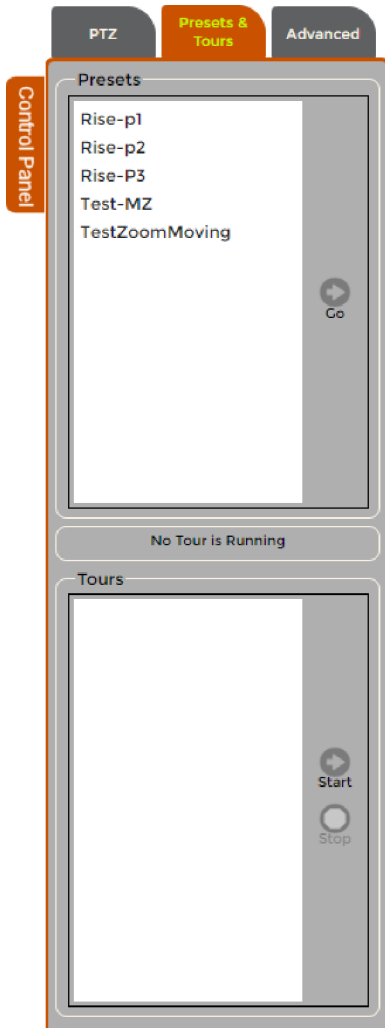 PTZ
Presets &
Tours
Advanced
Control Panel
Presets
Rise-p1
Rise-p2
Rise-P3
Test-MZ
TestZoomMoving
Go
No Tour is Running
Tours
Start
Stop